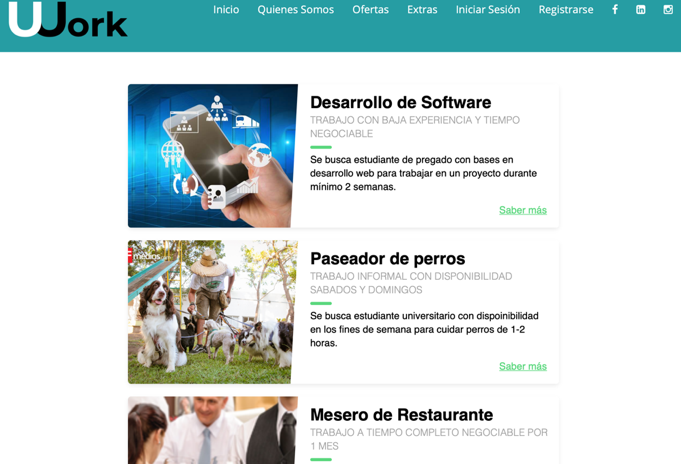 UWork
Inicio Quienes Somos Ofertas Extras Iniciar Sesión Registrarse
Desarrollo de Software
TRABAJO CON BAJA EXPERIENCIA Y TIEMPO
NEGOCIABLE
Se busca estudiante de pregado con bases en
desarrollo web para trabajar en un proyecto durante
mínimo 2 semanas.
Saber más
medios
Paseador de perros
TRABAJO INFORMAL CON DISPONIBILIDAD
SABADOS Y DOMINGOS
Se busca estudiante universitario con dispoinibilidad
en los fines de semana para cuidar perros de 1-2
horas.
Saber más
Mesero de Restaurante
TRABAJO A TIEMPO COMPLETO NEGOCIABLE POR
1 MES